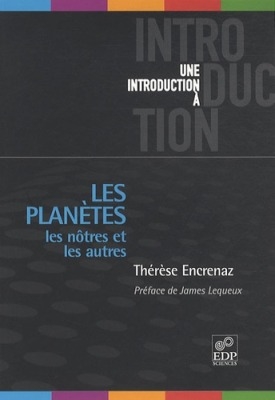 INTRO
DUC
TION
UNE
INTRODUCTION
À
LES
PLANÈTES
les nôtres et
les autres
Thérèse Encrenaz
Préface de James Lequeux
EDP
SCIENCES